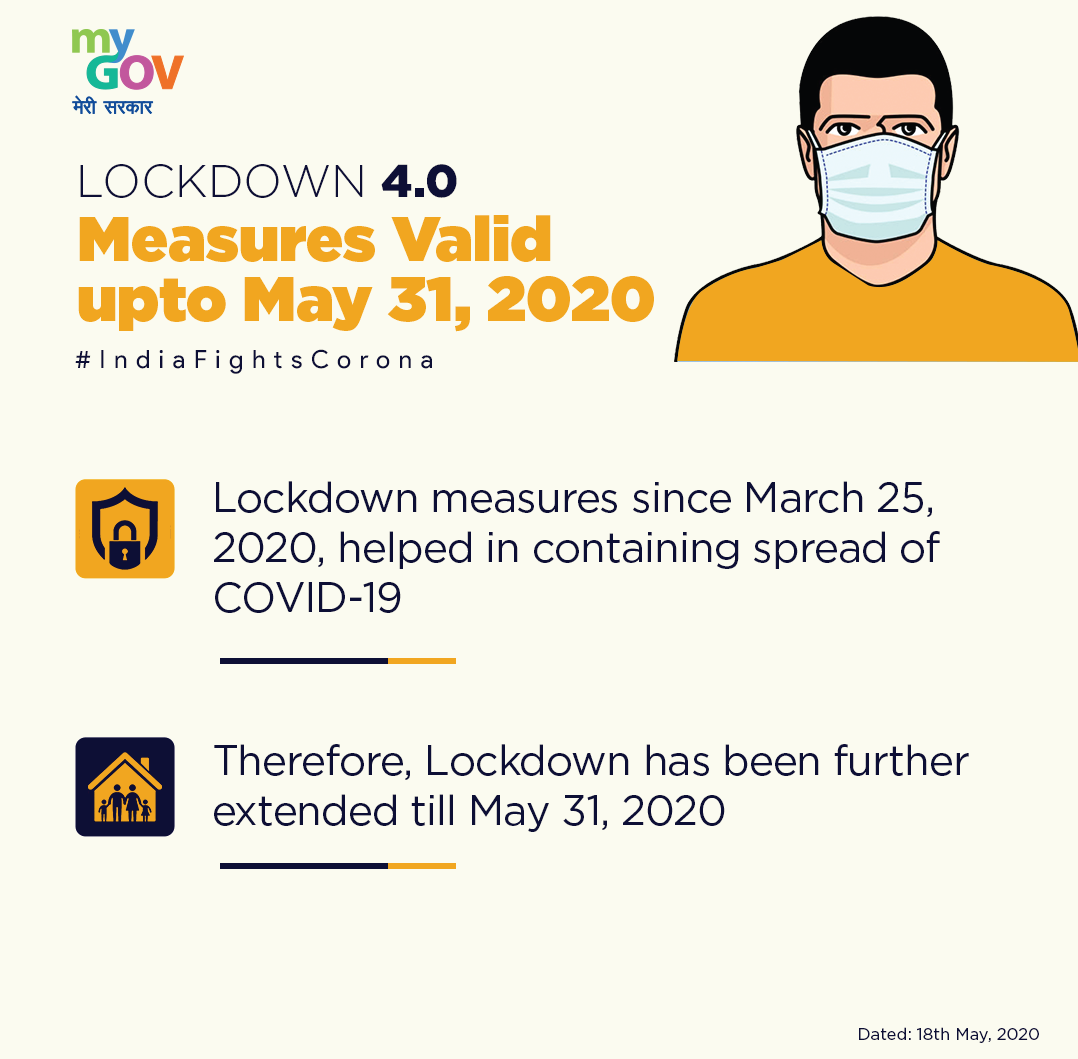 my
GOV
मेरी सरकार
LOCKDOWN 4.0
Measures Valid
upto May 31, 2020
#IndiaFightsCorona
Lockdown measures since March 25,
2020, helped in containing spread of
COVID-19
Therefore, Lockdown has been further
extended till May 31, 2020
Dated: 18th May, 2020